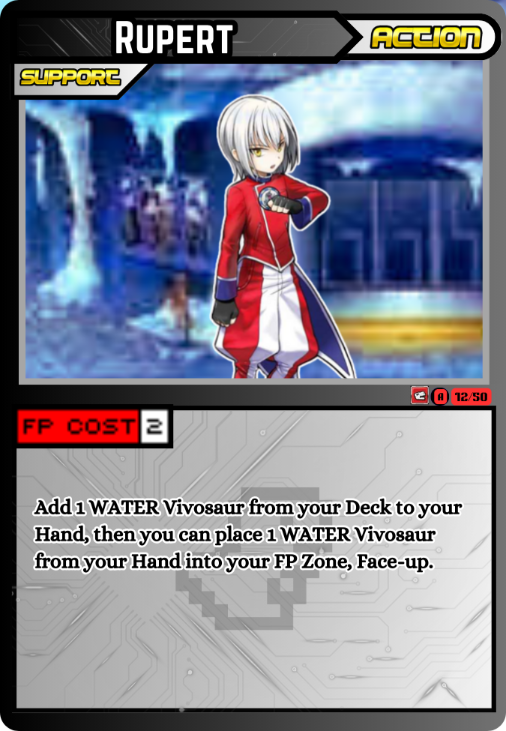 Rupert
ACTION
SUPPORT
A 12/50
FP COST 2
Add 1 WATER Vivosaur from your Deck to your
Hand, then you can place 1 WATER Vivosaur
from your Hand into your FP Zone, Face-up.